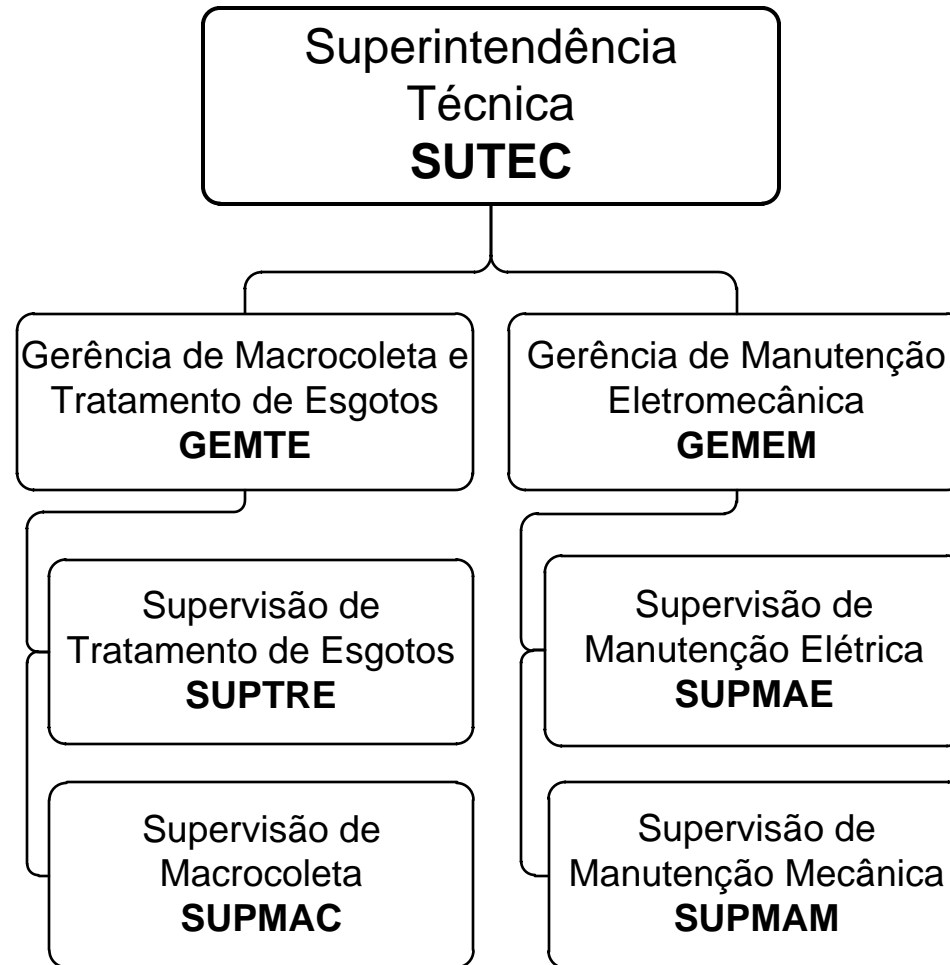 Superintendência
Técnica
SUTEC
Gerência de Macrocoleta e
Tratamento de Esgotos
GEMTE
Gerência de Manutenção
Eletromecânica
GEMEM
Supervisão de
Tratamento de Esgotos
SUPTRE
Supervisão de
Manutenção Elétrica
SUPMAE
Supervisão de
Macrocoleta
SUPMAC
Supervisão de
Manutenção Mecânica
SUPMAM